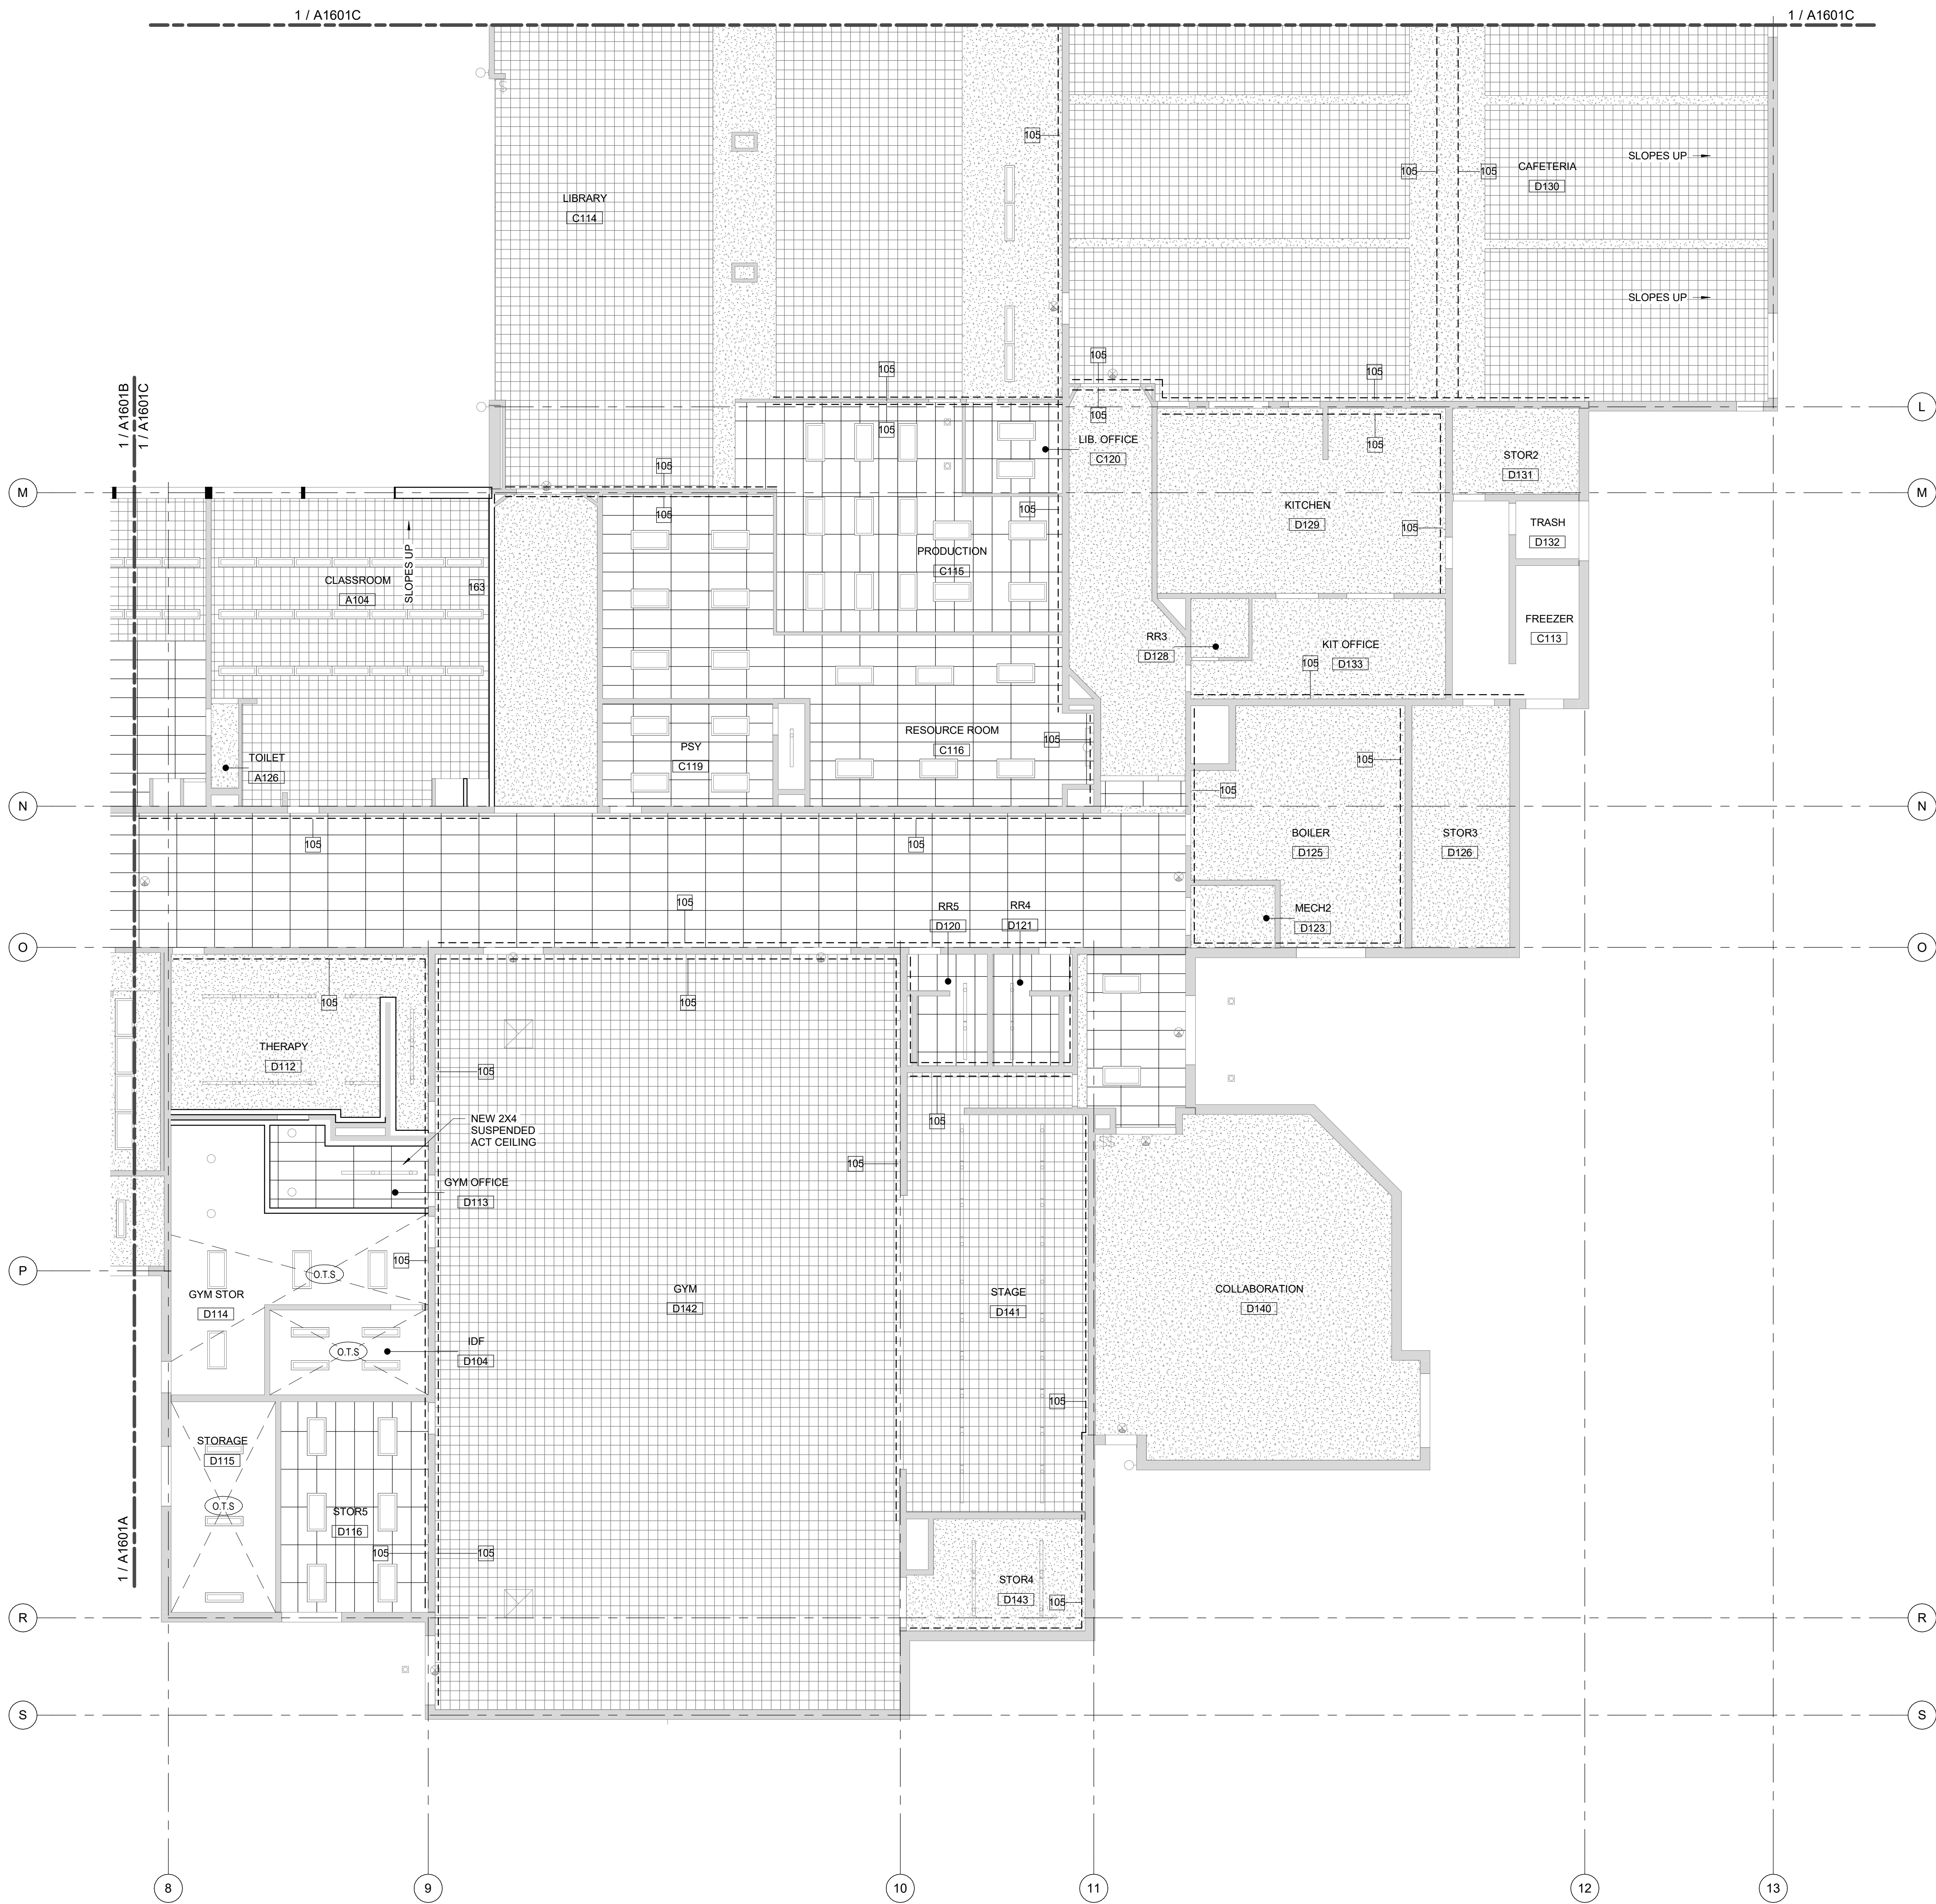 1 / A1601C
1 / A1601C
105
LIBRARY
C114
105
105
CAFETERIA
D130
SLOPES UP
SLOPES UP
1 / A1601B
1 / A1601C
105
105
105
105
105
105
L
LIB. OFFICE
C120
STOR2
D131
M
105
105
105
KITCHEN
D129
105
TRASH
D132
M
CLASSROOM
A104
SLOPES UP
163
PRODUCTION
C115
FREEZER
C113
RR3
D128
KIT OFFICE
D133
105
TOILET
A126
PSY
C119
RESOURCE ROOM
C116
105
105
105
N
N
105
105
BOILER
D125
STOR3
D126
105
RR5
D120
RR4
D121
MECH2
D123
O
O
105
105
THERAPY
D112
105
NEW 2X4
SUSPENDED
ACT CEILING
105
105
GYM OFFICE
D113
P
105
O.T.S
GYM STOR
D114
GYM
D142
STAGE
D141
COLLABORATION
D140
R
IDF
D104
O.T.S
105
STORAGE
D115
O.T.S
STOR5
D116
105
105
1 / A1601A
STOR4
D143
105
R
S
S
8
9
10
11
12
13